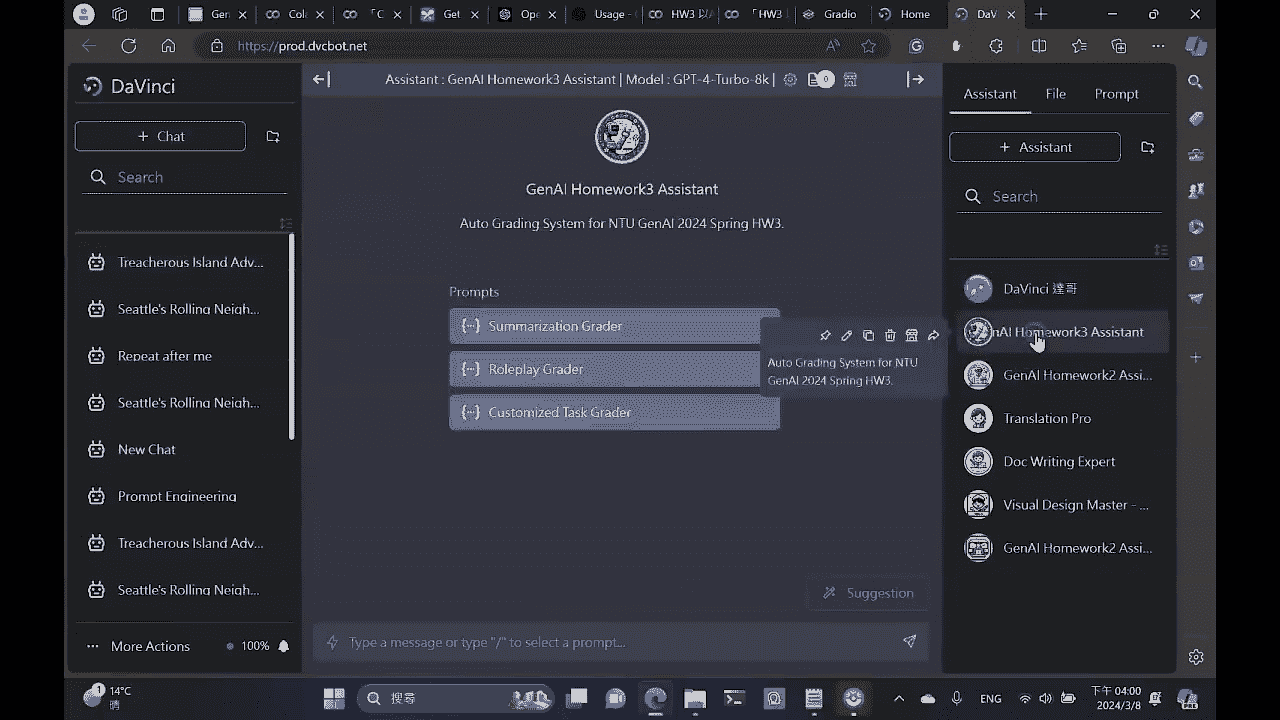 Gen
Col
「C
Get
Op
Usage -
HW3 以
「HW3
Gradio
Home
DaV
https://prod.dvcbot.net
DaVinci
Assistant : GenAI Homework3 Assistant | Model : GPT-4-Turbo-8k |
0
Assistant
File
Prompt
+ Chat
Search
Treacherous Island Adv...
Seattle's Rolling Neigh...
Repeat after me
Seattle's Rolling Neigh...
New Chat
Prompt Engineering
Treacherous Island Adv...
Seattle's Rolling Neigh...
More Actions
100%
GenAI Homework3 Assistant
Auto Grading System for NTU GenAI 2024 Spring HW3.
Prompts
Summarization Grader
Roleplay Grader
Customized Task Grader
Auto Grading System for NTU
GenAI 2024 Spring HW3.
Suggestion
Type a message or type "/" to select a prompt...
+ Assistant
Search
DaVinci 達哥
nAI Homework3 Assistant
GenAI Homework2 Assi...
Translation Pro
Doc Writing Expert
Visual Design Master - ...
GenAI Homework2 Assi...
1
14°C
搜尋
ENG
下午 04:00
2024/3/8